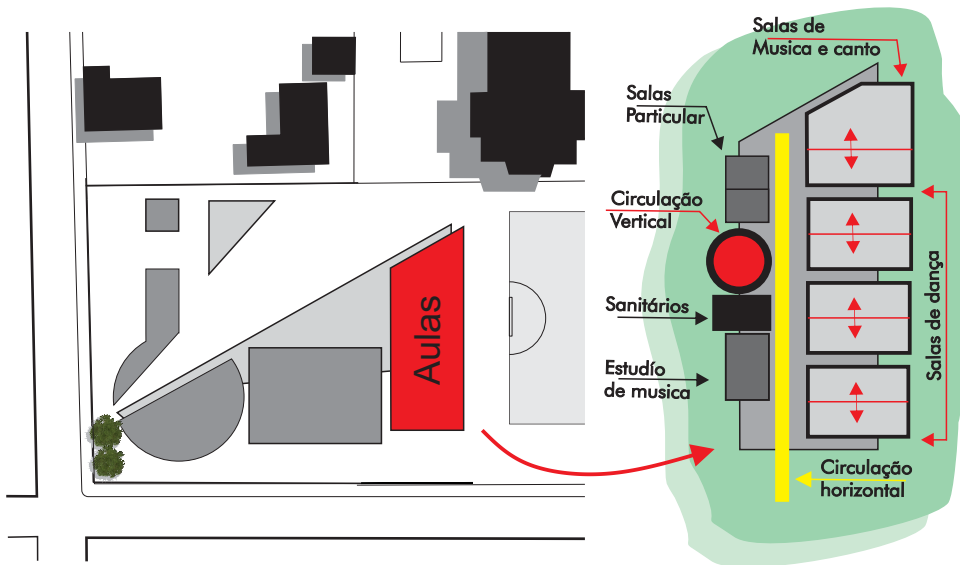 Salas de
Musica e canto
Salas
Particular
Circulação
Vertical
Sanitários
Estudío
de musica
Salas de dança
Circulação
horizontal
Aulas